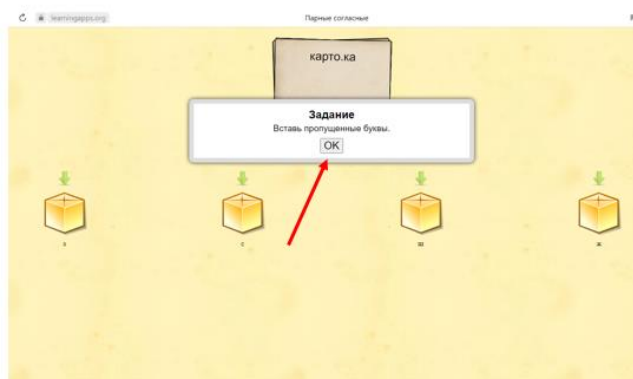 learningapps.org
Парные согласные
карто.ка
Задание
Вставь пропущенные буквы.
OK
с
ж